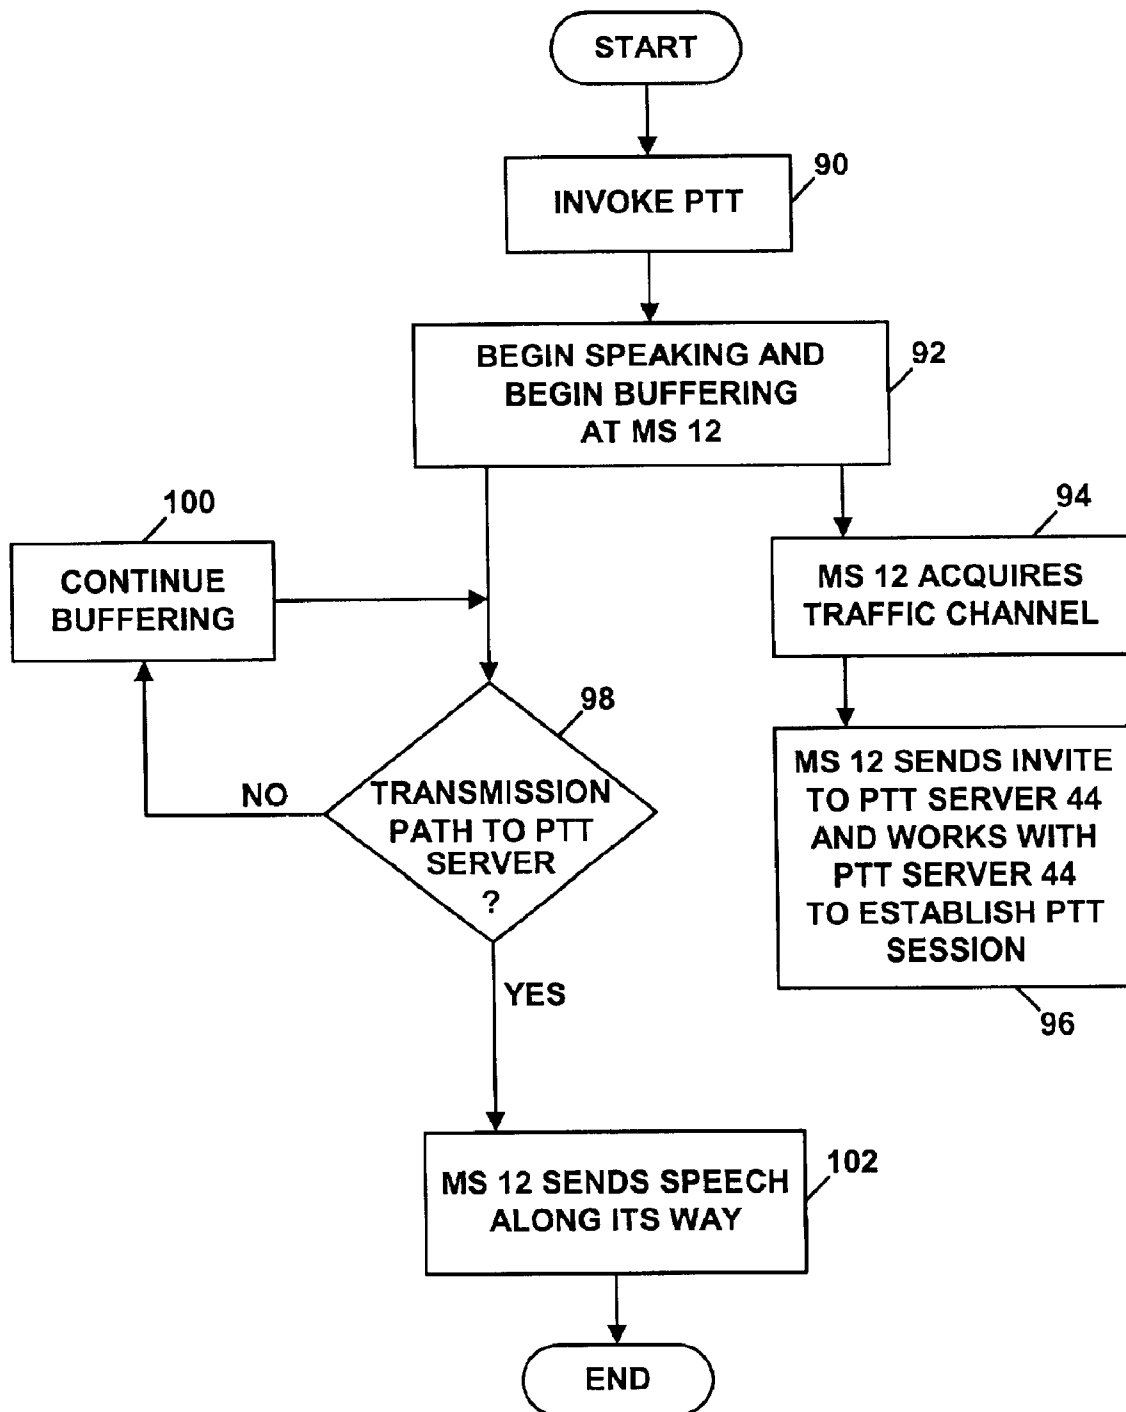 START
90
INVOKE PTT
92
BEGIN SPEAKING AND
BEGIN BUFFERING
AT MS 12
100
CONTINUE
BUFFERING
94
MS 12 ACQUIRES
TRAFFIC CHANNEL
98
TRANSMISSION
PATH TO PTT
SERVER
?
NO
MS 12 SENDS INVITE
TO PTT SERVER 44
AND WORKS WITH
PTT SERVER 44
TO ESTABLISH PTT
SESSION
96
YES
102
MS 12 SENDS SPEECH
ALONG ITS WAY
END